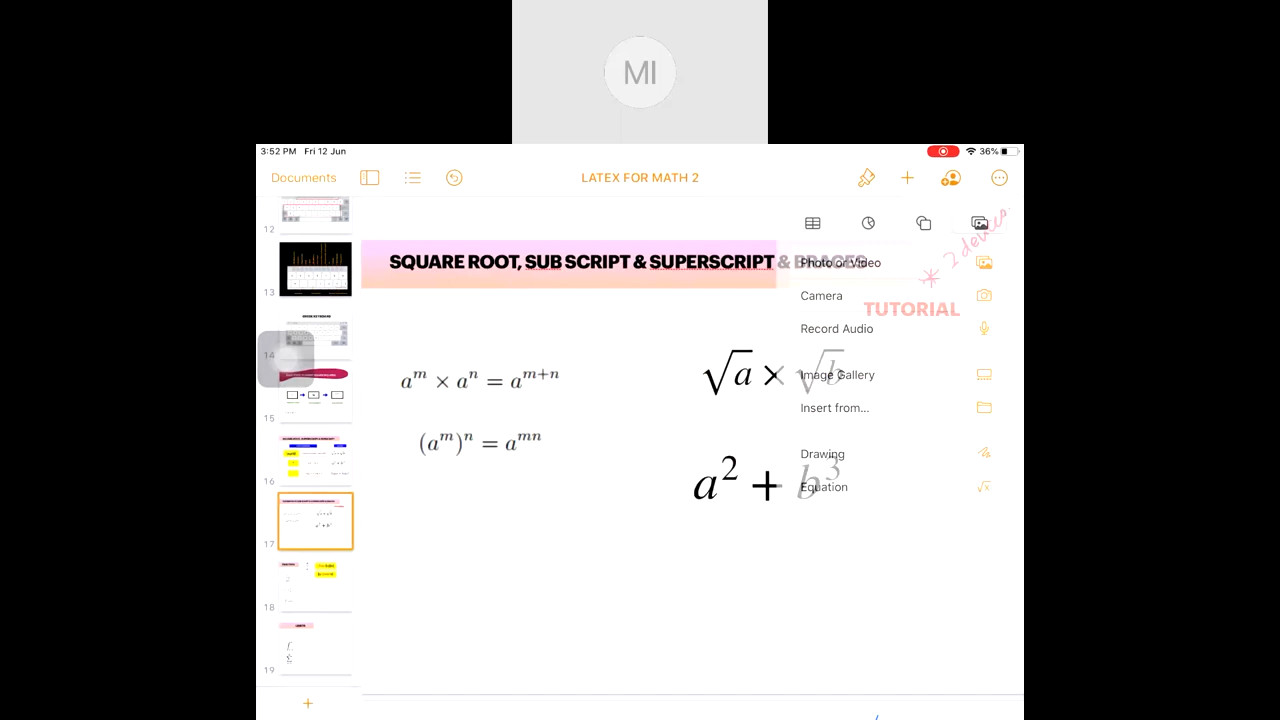 MI
3:52 PM Fri 12 Jun
36%
Documents
LATEX FOR MATH 2
12
13
14
15
16
17
18
19
SQUARE ROOT, SUB SCRIPT & SUPERSCRIPT & BRACES
TUTORIAL
a^m × a^n = a^{m+n}
(a^m)^n = a^{mn}
√a × √b
a² + b³
Photo or Video
Camera
Record Audio
Image Gallery
Insert from...
Drawing
Equation